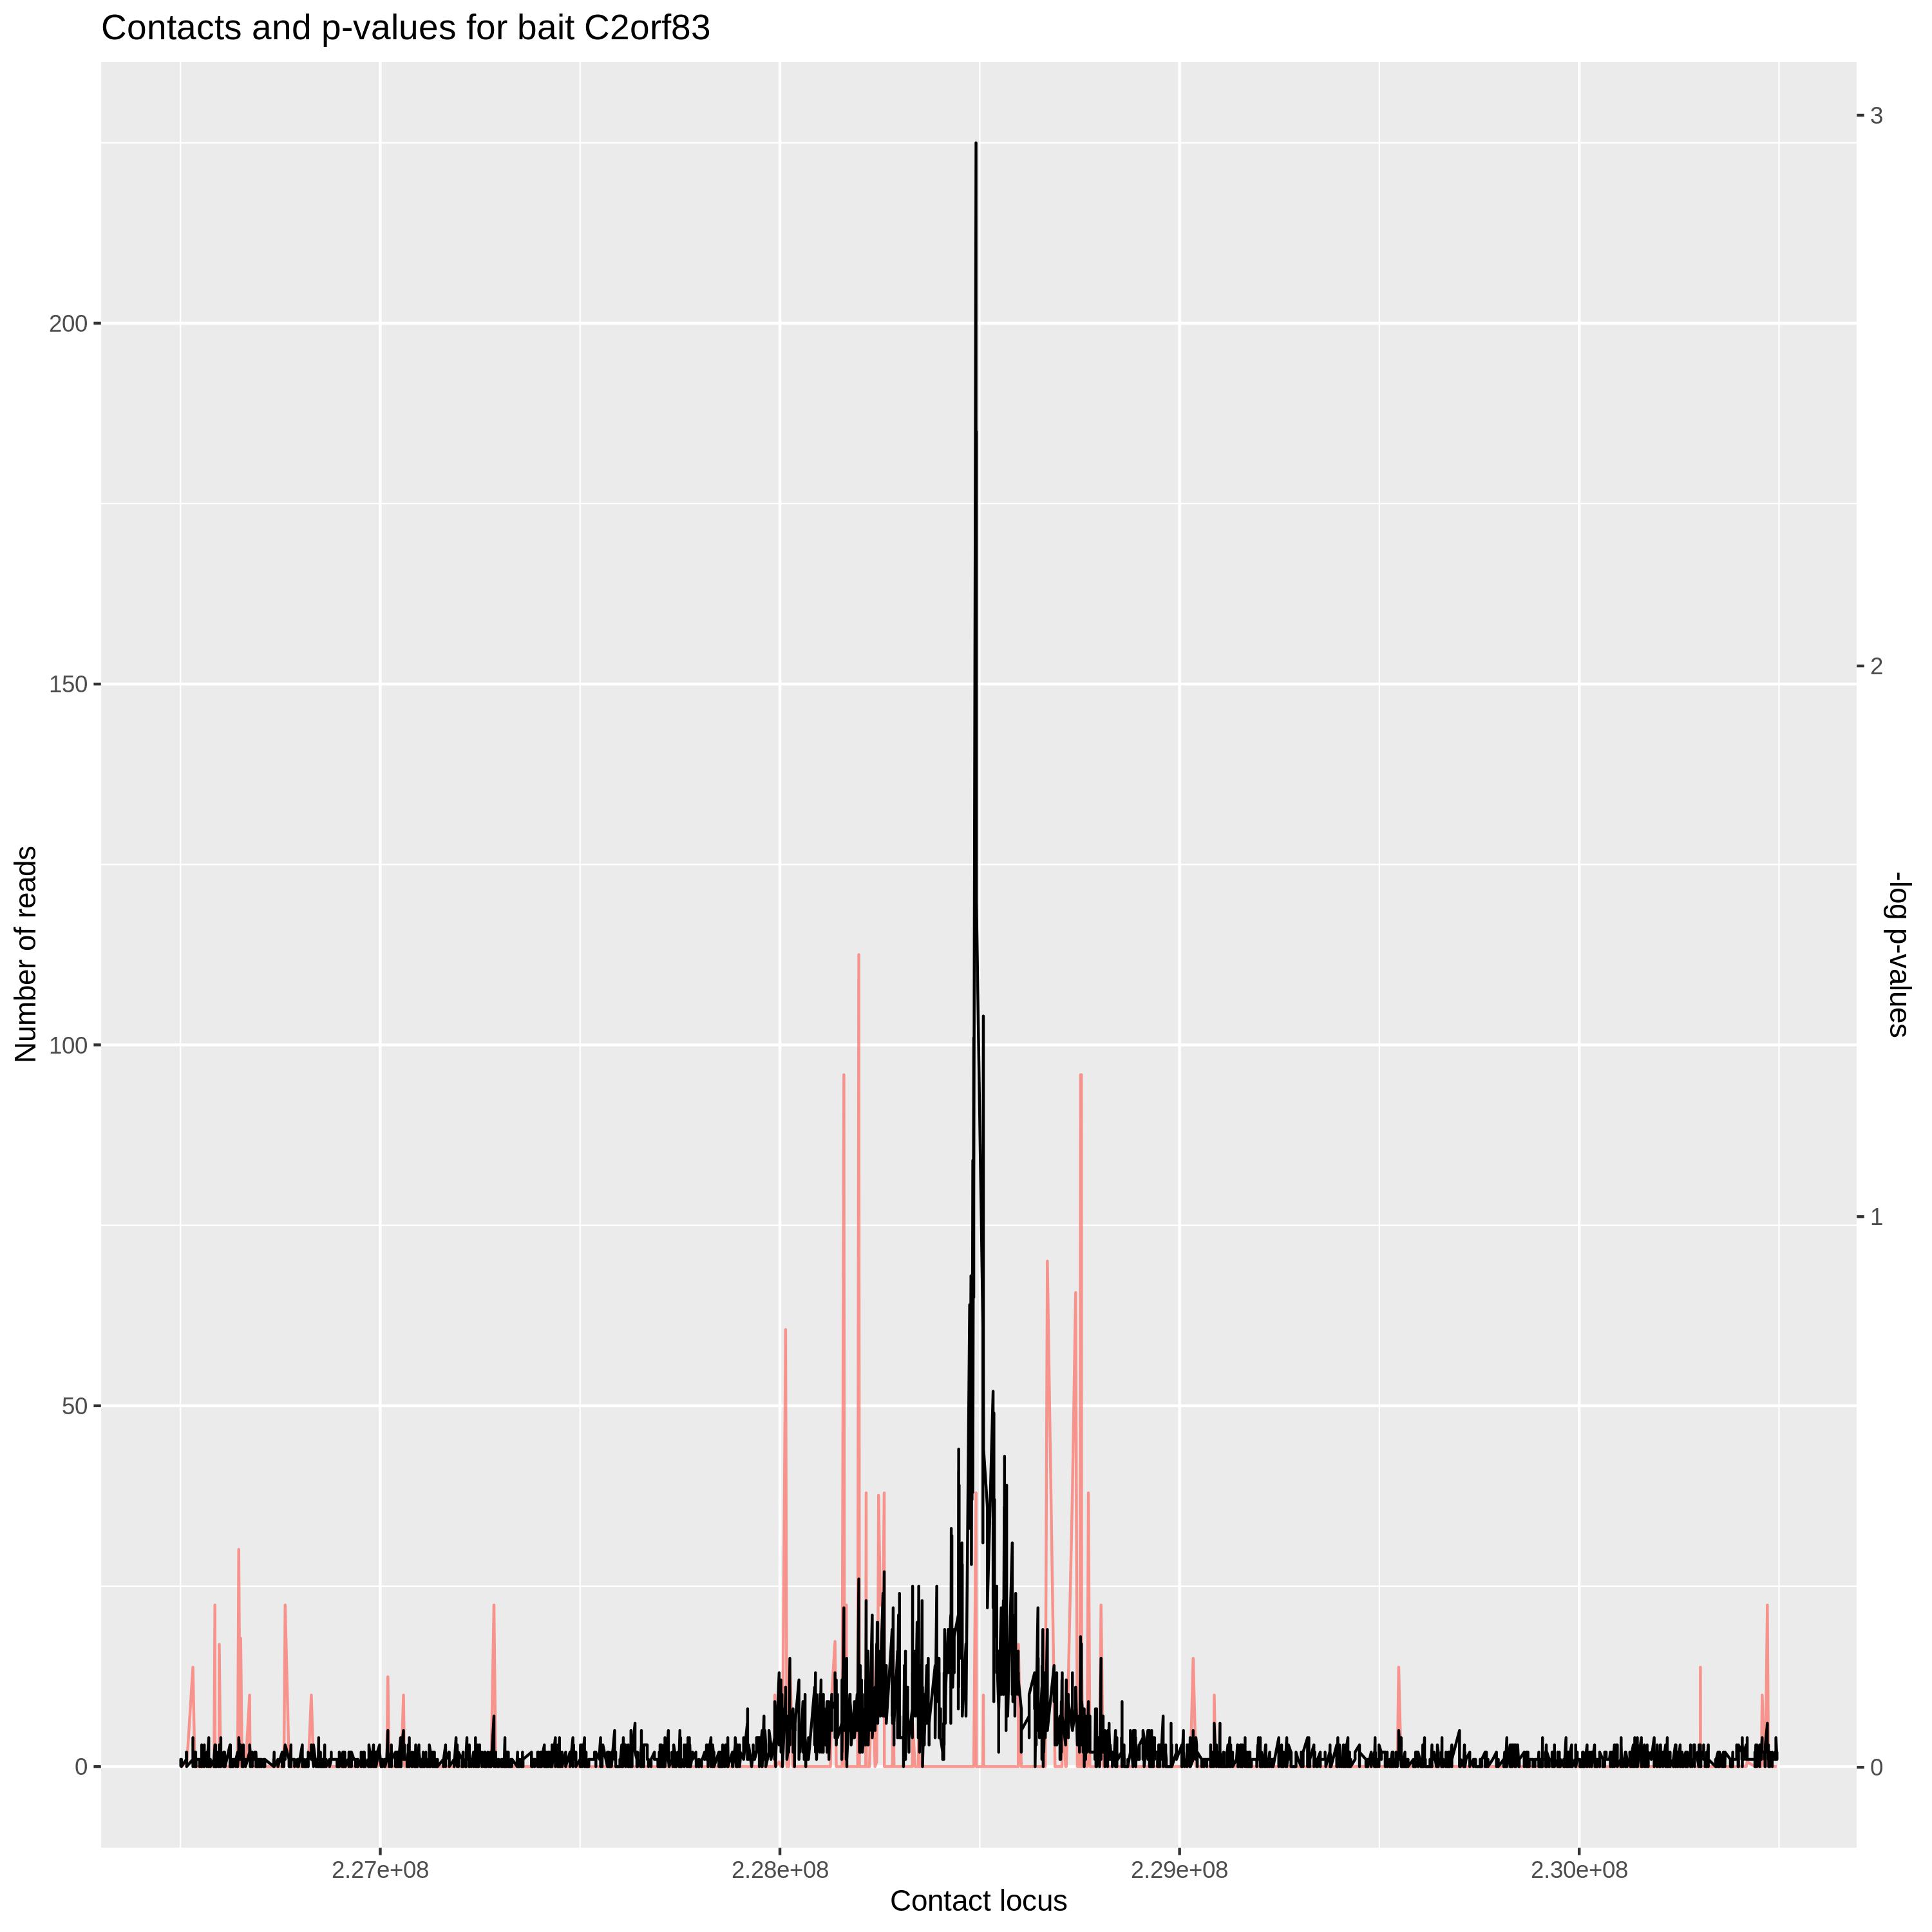 Contacts and p-values for bait C2orf83
Number of reads
200
150
100
50
0
3
2
1
0
-log p-values
2.27e+08
2.28e+08
2.29e+08
2.30e+08
Contact locus